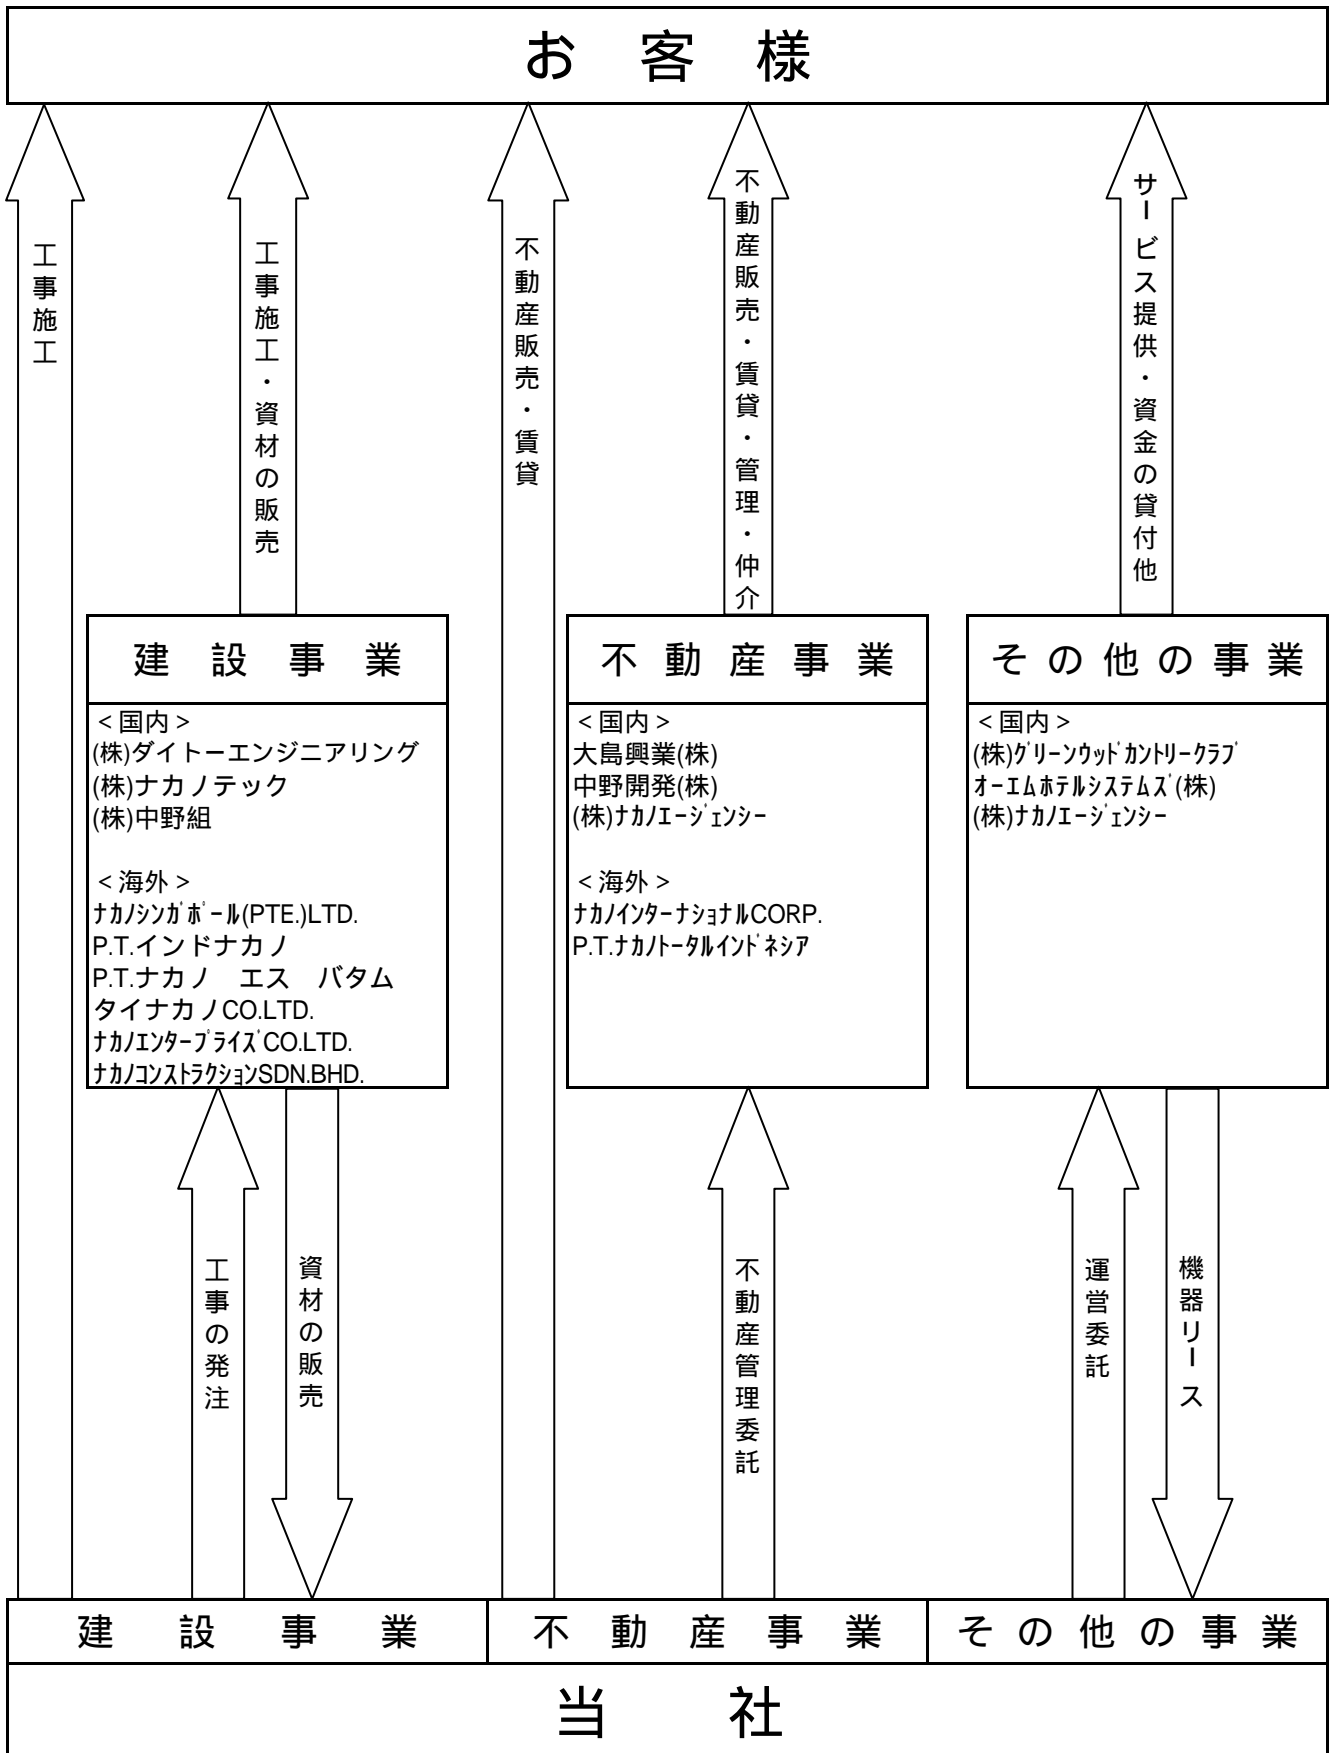 お客様
工事施工
工事施工・資材の販売
不動産販売・賃貸
不動産販売・賃貸・管理・仲介
サービス提供・資金の貸付他
建設事業
<国内>
(株)ダイトーエンジニアリング
(株)ナカノテック
(株)中野組
<海外>
ﾅｶﾉｼﾝｶﾞﾎﾟｰﾙ(PTE.)LTD.
P.T.インドナカノ
P.T.ナカノ　エス　バタム
タイナカノCO.LTD.
ﾅｶﾉｴﾝﾀｰﾌﾟﾗｲｽﾞCO.LTD.
ﾅｶﾉｺﾝｽﾄﾗｸｼｮﾝSDN.BHD.
不動産事業
<国内>
大島興業(株)
中野開発(株)
(株)ﾅｶﾉｴｰｼﾞｪﾝｼｰ
<海外>
ﾅｶﾉｲﾝﾀｰﾅｼｮﾅﾙCORP.
P.T.ﾅｶﾉﾄｰﾀﾙｲﾝﾄﾞﾈｼｱ
その他の事業
<国内>
(株)ｸﾞﾘｰﾝｳｯﾄﾞｶﾝﾄﾘｰｸﾗﾌﾞ
ｵｰｴﾑﾎﾃﾙｼｽﾃﾑｽﾞ(株)
(株)ﾅｶﾉｴｰｼﾞｪﾝｼｰ
工事の発注
資材の販売
不動産管理委託
運営委託
機器リース
建設事業
不動産事業
その他の事業
当社